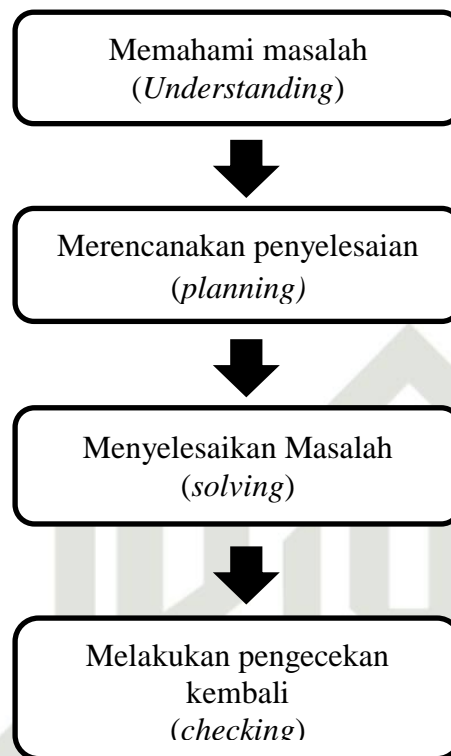 Memahami masalah
(Understanding)
Merencanakan penyelesaian
(planning)
Menyelesaikan Masalah
(solving)
Melakukan pengecekan
kembali
(checking)